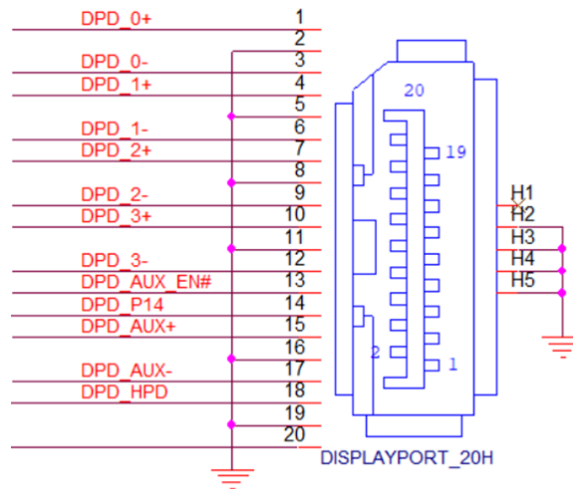 DPD_0+ 1
2
DPD_0- 3
DPD_1+ 4
5
DPD_1- 6
DPD_2+ 7
8
DPD_2- 9
DPD_3+ 10
11
DPD_3- 12
DPD_AUX_EN# 13
DPD_P14 14
DPD_AUX+ 15
16
DPD_AUX- 17
DPD_HPD 18
19
20
20
19
2
1
H1
H2
H3
H4
H5
DISPLAYPORT_20H